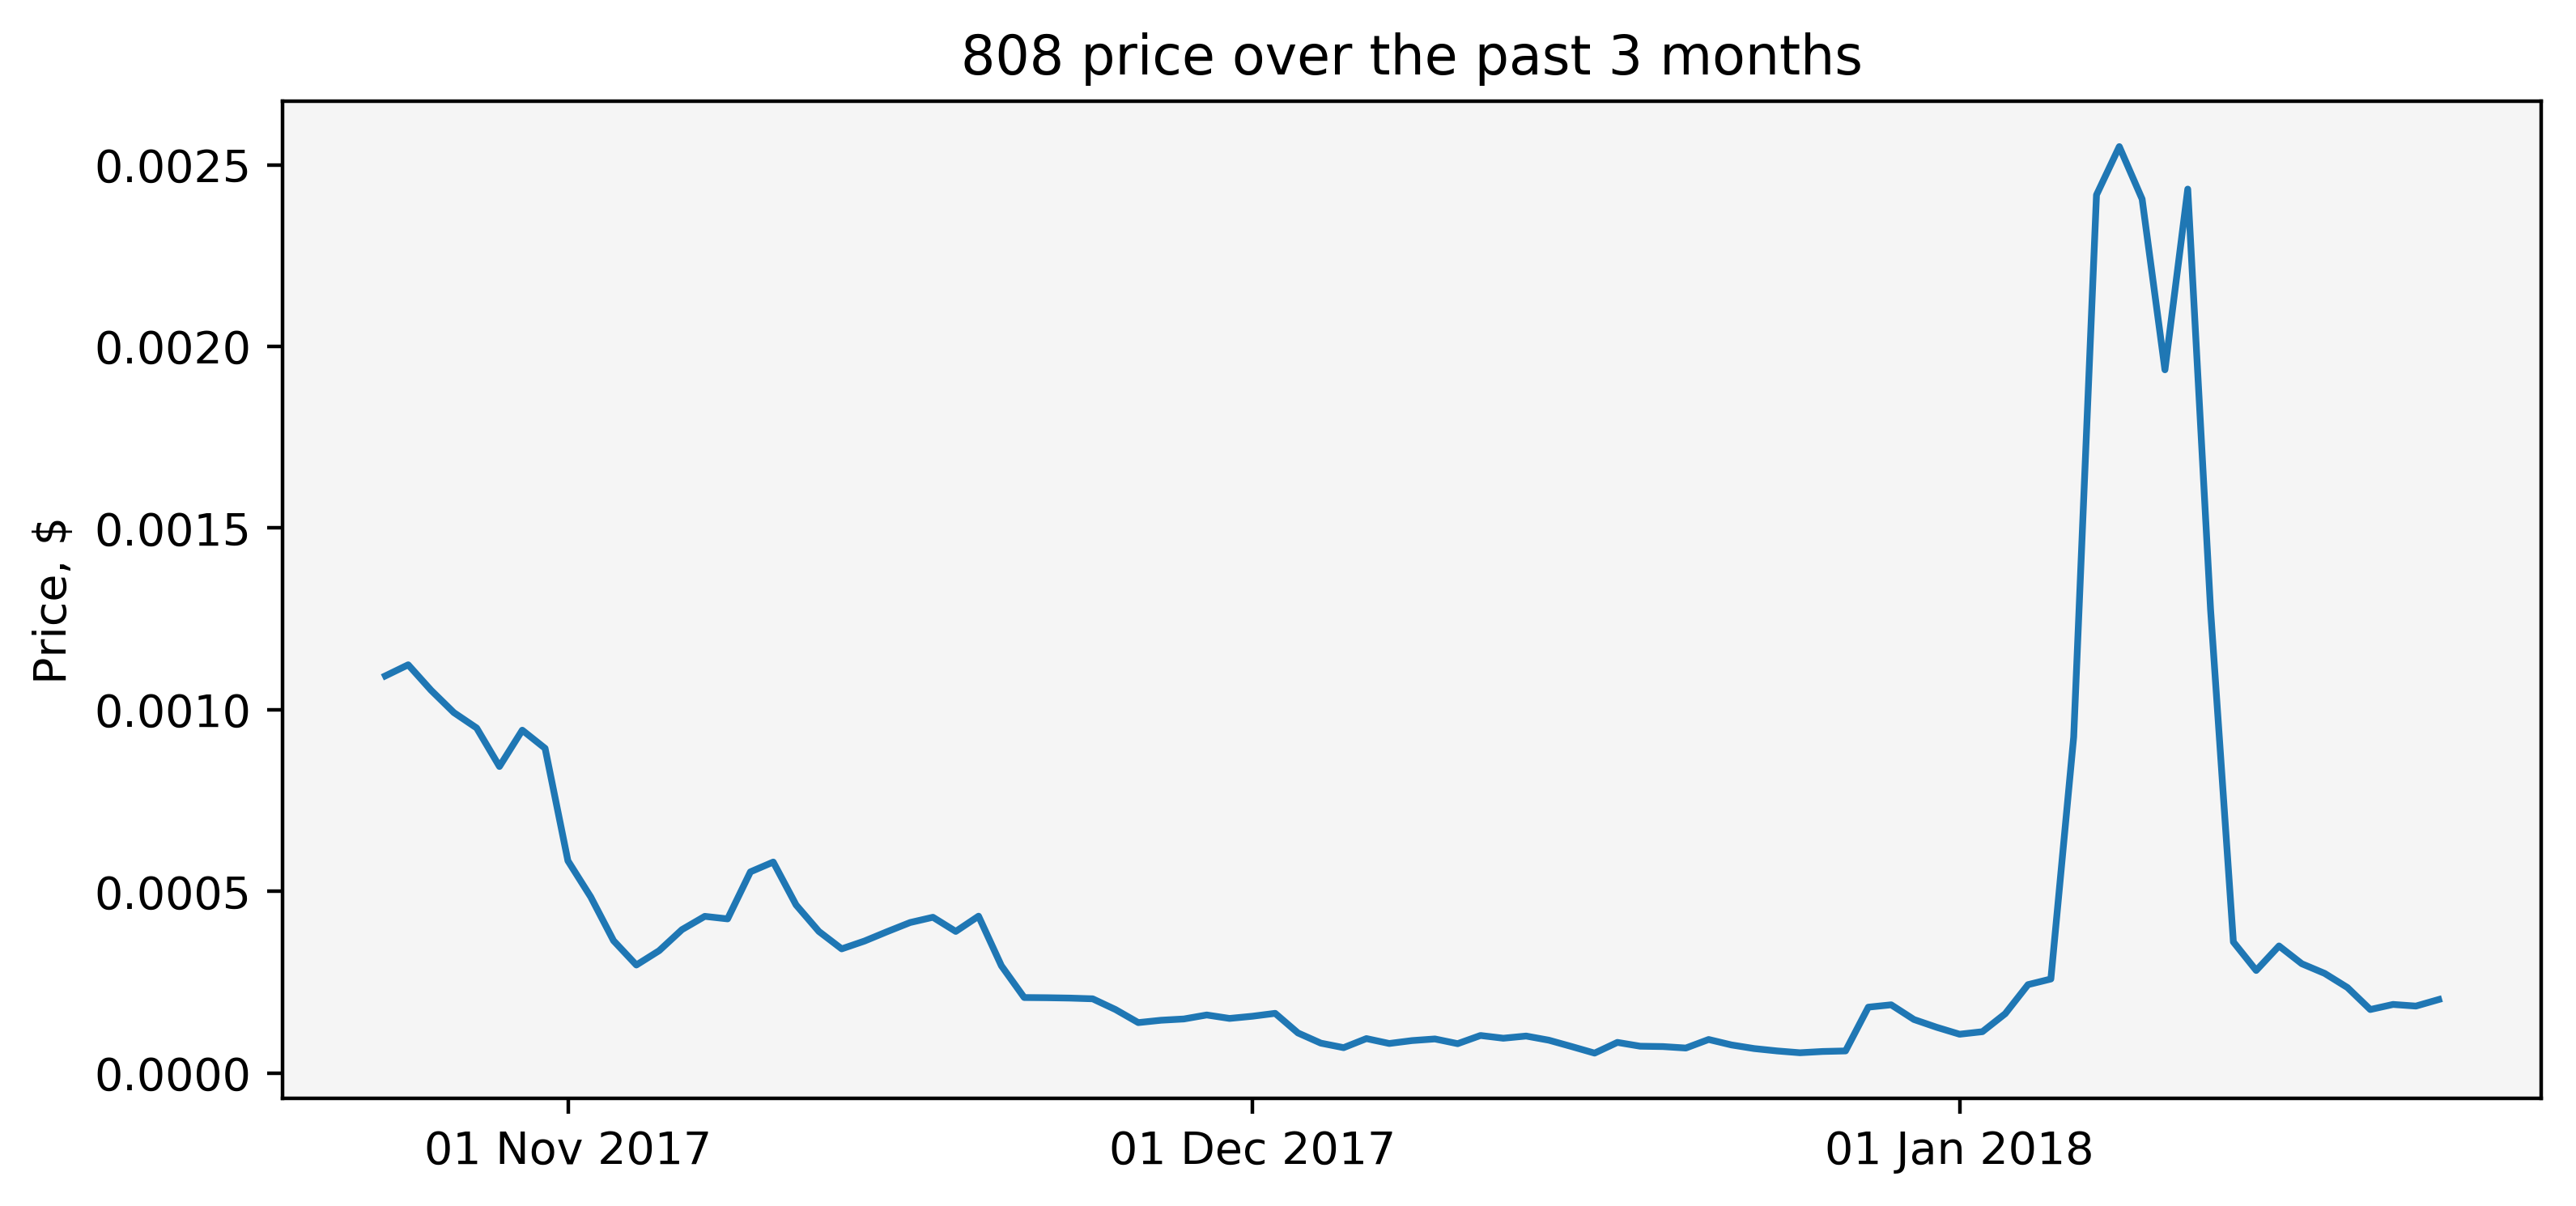 808 price over the past 3 months
Price, $
0.0025
0.0020
0.0015
0.0010
0.0005
0.0000
01 Nov 2017
01 Dec 2017
01 Jan 2018